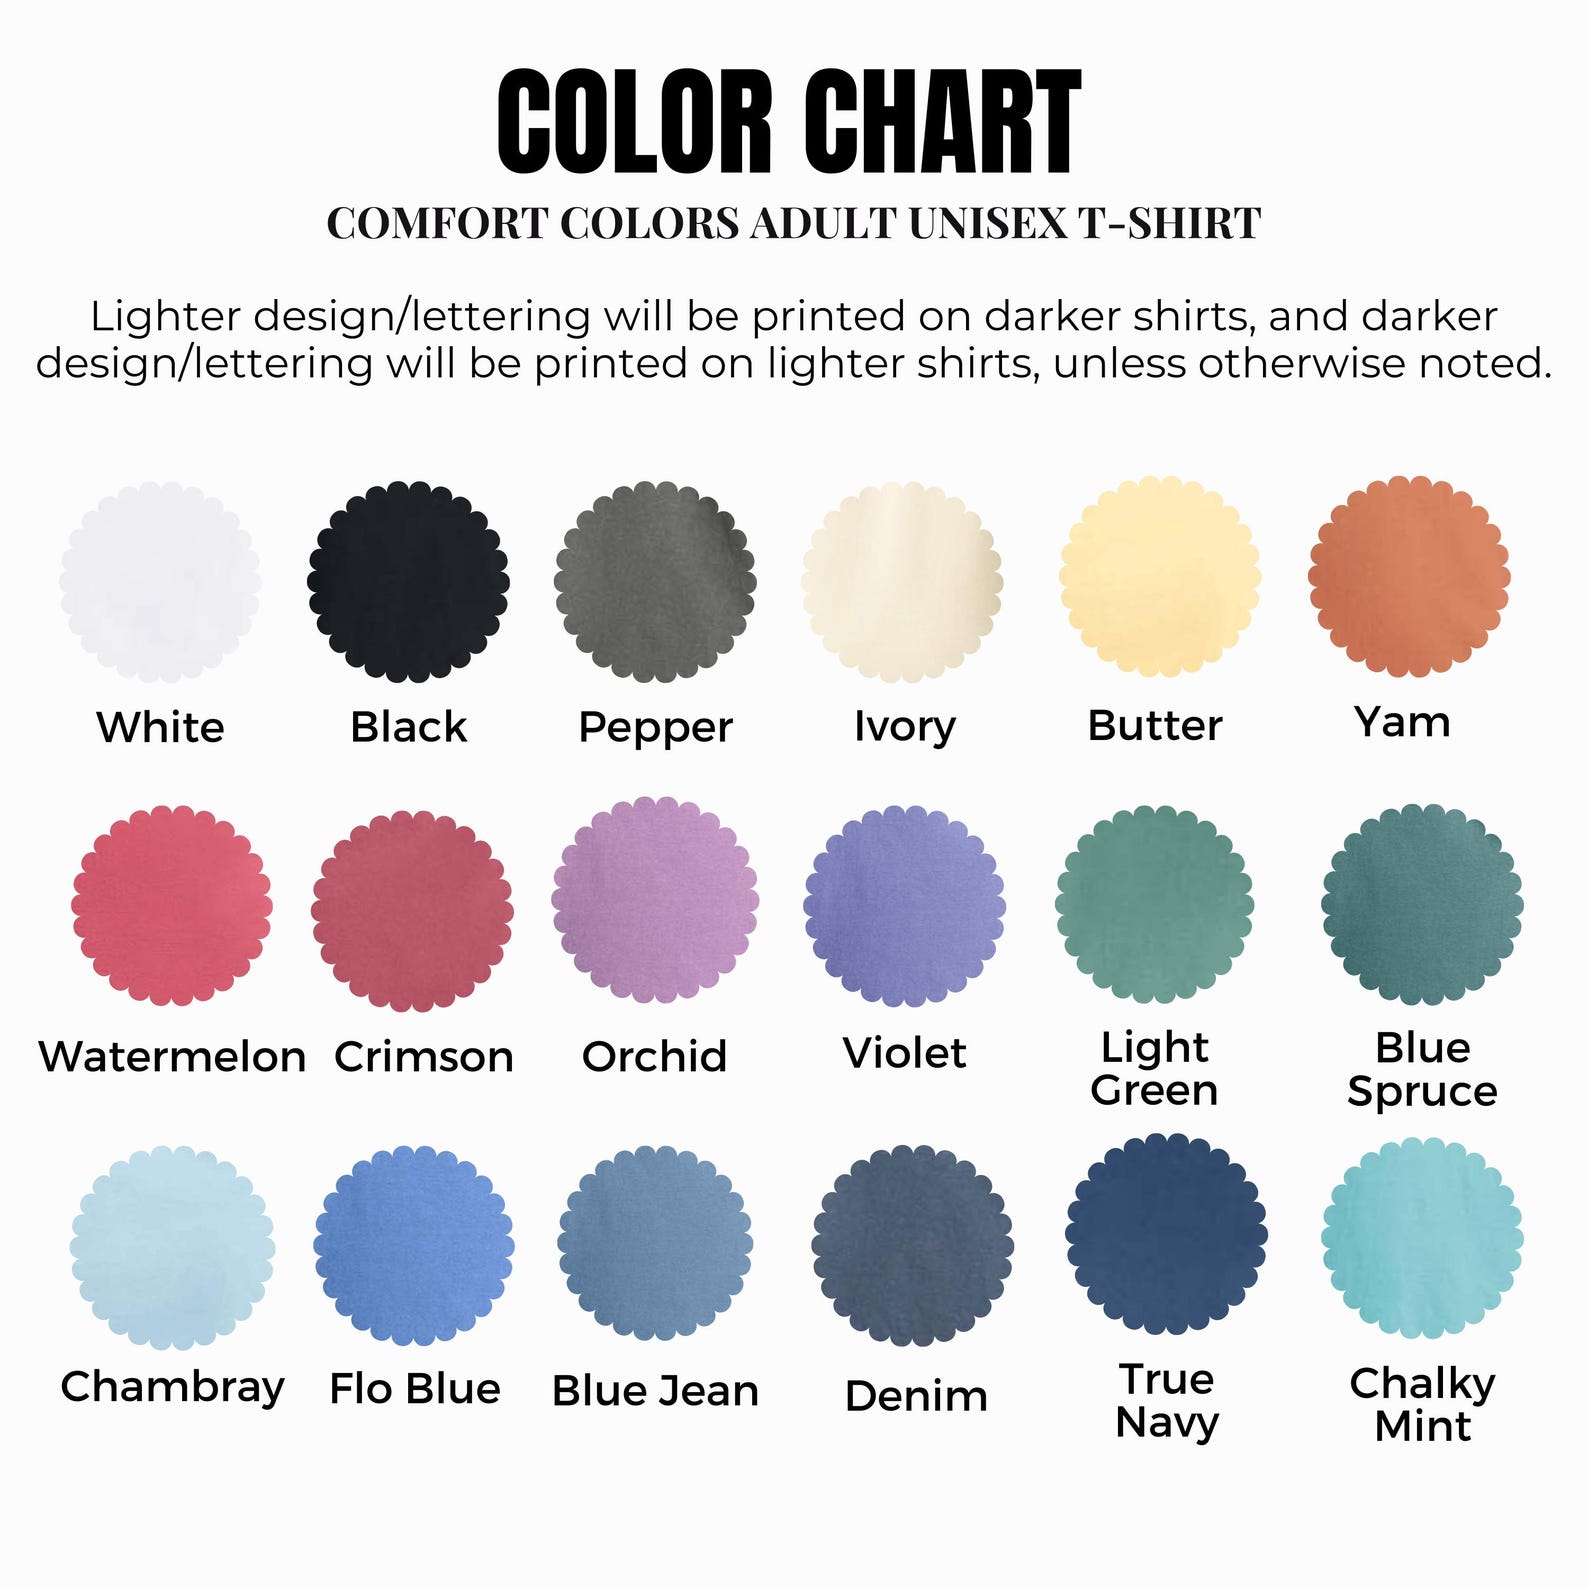 COLOR CHART
COMFORT COLORS ADULT UNISEX T-SHIRT
Lighter design/lettering will be printed on darker shirts, and darker
design/lettering will be printed on lighter shirts, unless otherwise noted.
White
Black
Pepper
Ivory
Butter
Yam
Watermelon
Crimson
Orchid
Violet
Light
Green
Blue
Spruce
Chambray
Flo Blue
Blue Jean
Denim
True
Navy
Chalky
Mint